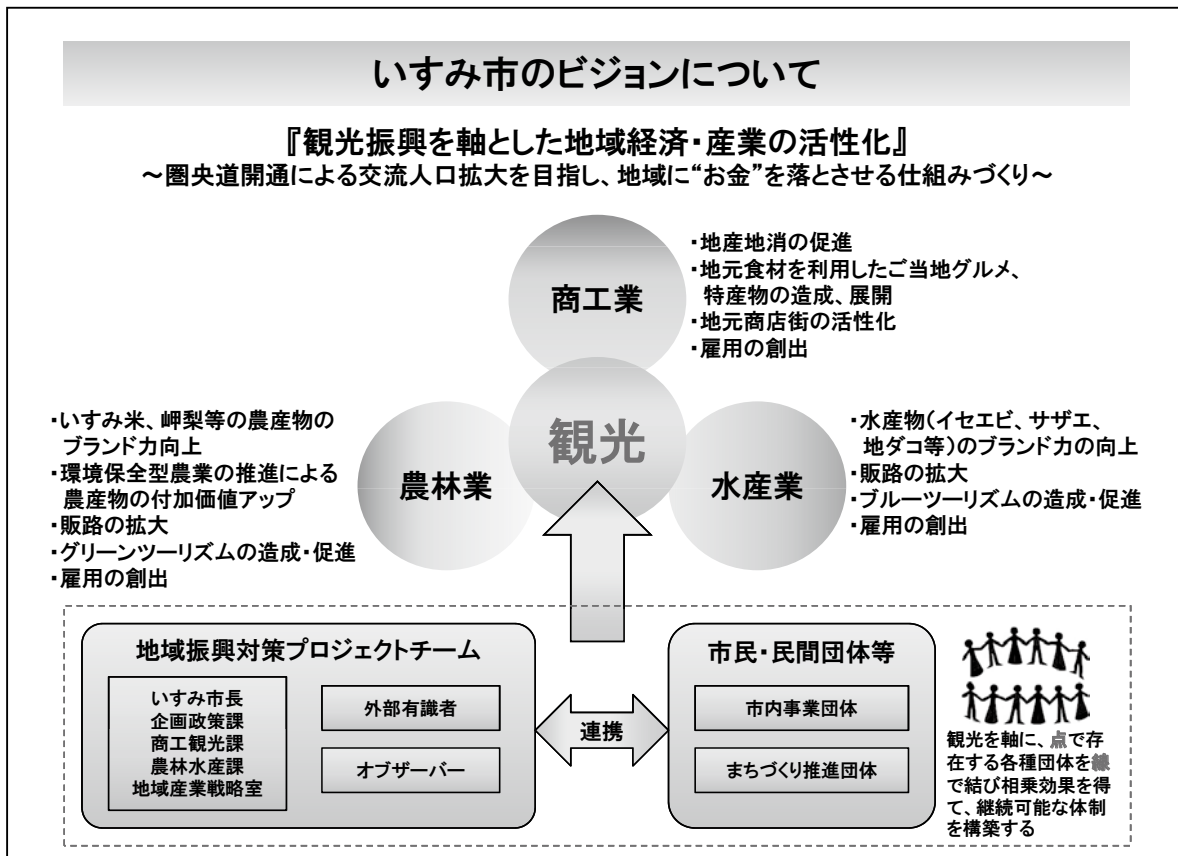 いすみ市のビジョンについて
『観光振興を軸とした地域経済・産業の活性化』
～圏央道開通による交流人口拡大を目指し、地域に“お金”を落とさせる仕組みづくり～
商工業
・地産地消の促進
・地元食材を利用したご当地グルメ、
特産物の造成、展開
・地元商店街の活性化
・雇用の創出
観光
農林業
・いすみ米、岬梨等の農産物の
ブランド力向上
・環境保全型農業の推進による
農産物の付加価値アップ
・販路の拡大
・グリーンツーリズムの造成・促進
・雇用の創出
水産業
・水産物（イセエビ、サザエ、
地ダコ等）のブランド力の向上
・販路の拡大
・ブルーツーリズムの造成・促進
・雇用の創出
地域振興対策プロジェクトチーム
いすみ市長
企画政策課
商工観光課
農林水産課
地域産業戦略室
外部有識者
オブザーバー
連携
市民・民間団体等
市内事業団体
まちづくり推進団体
観光を軸に、点で存
在する各種団体を線
で結び相乗効果を得
て、継続可能な体制
を構築する